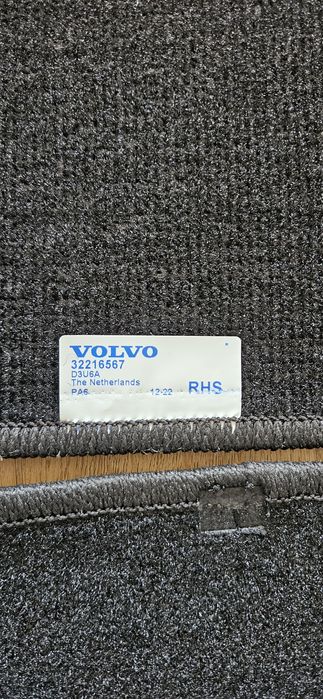 VOLVO
32216567
D3U6A
The Netherlands
PA6 12-22 RHS